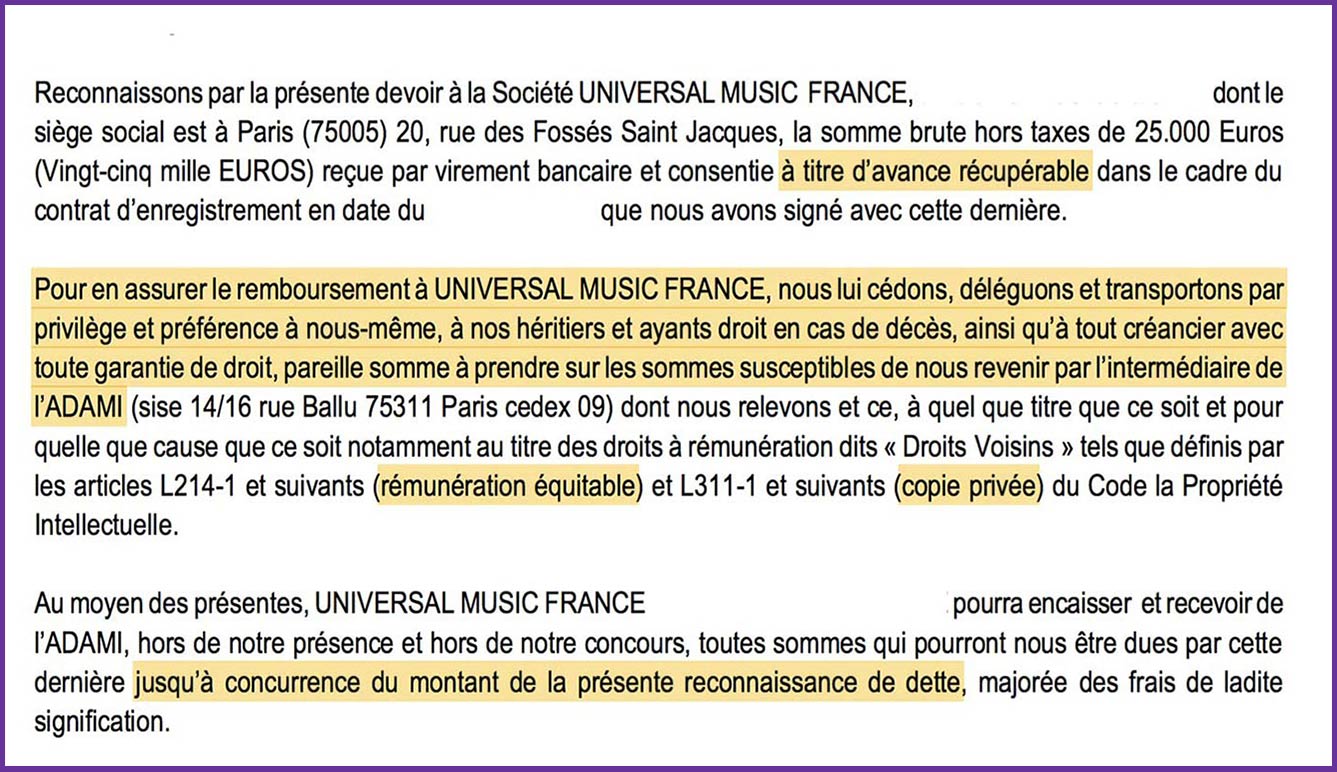 Reconnaissons par la présente devoir à la Société UNIVERSAL MUSIC FRANCE, dont le
siège social est à Paris (75005) 20, rue des Fossés Saint Jacques, la somme brute hors taxes de 25.000 Euros
(Vingt-cinq mille EUROS) reçue par virement bancaire et consentie à titre d’avance récupérable dans le cadre du
contrat d’enregistrement en date du que nous avons signé avec cette dernière.
Pour en assurer le remboursement à UNIVERSAL MUSIC FRANCE, nous lui cédons, déléguons et transportons par
privilège et préférence à nous-même, à nos héritiers et ayants droit en cas de décès, ainsi qu’à tout créancier avec
toute garantie de droit, pareille somme à prendre sur les sommes susceptibles de nous revenir par l’intermédiaire de
l’ADAMI (sise 14/16 rue Ballu 75311 Paris cedex 09) dont nous relevons et ce, à quel que titre que ce soit et pour
quelle que cause que ce soit notamment au titre des droits à rémunération dits « Droits Voisins » tels que définis par
les articles L214-1 et suivants (rémunération équitable) et L311-1 et suivants (copie privée) du Code la Propriété
Intellectuelle.
Au moyen des présentes, UNIVERSAL MUSIC FRANCE pourra encaisser et recevoir de
l’ADAMI, hors de notre présence et hors de notre concours, toutes sommes qui pourront nous être dues par cette
dernière jusqu’à concurrence du montant de la présente reconnaissance de dette, majorée des frais de ladite
signification.